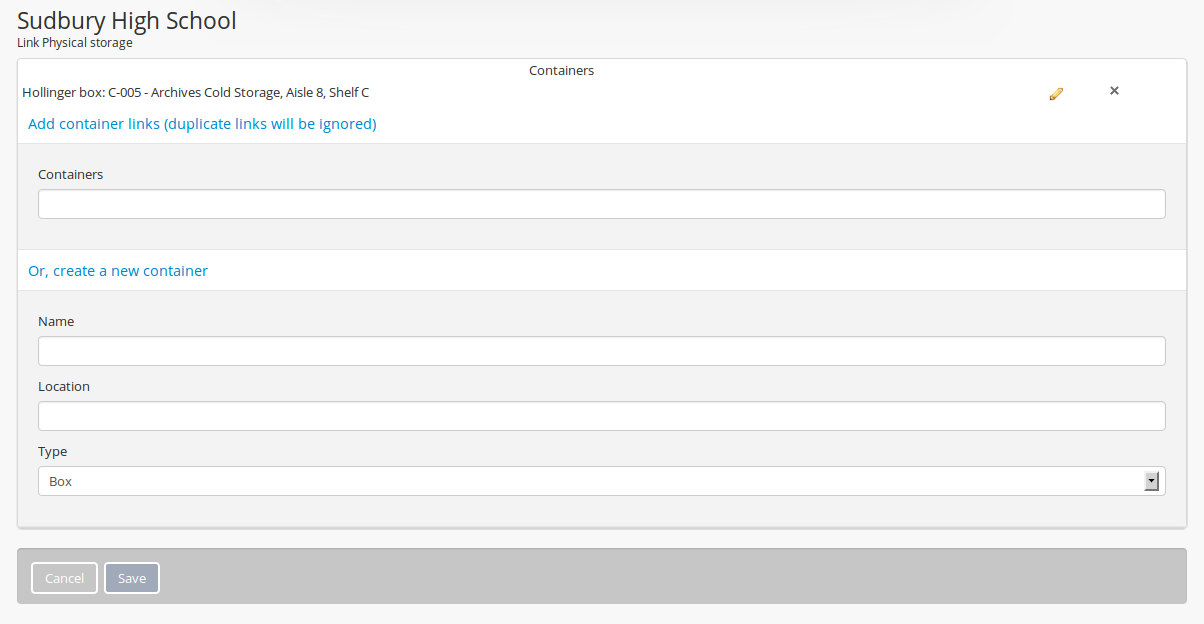 Sudbury High School
Link Physical storage
Containers
Hollinger box: C-005 - Archives Cold Storage, Aisle 8, Shelf C
Add container links (duplicate links will be ignored)
Containers
Or, create a new container
Name
Location
Type
Box
Cancel Save